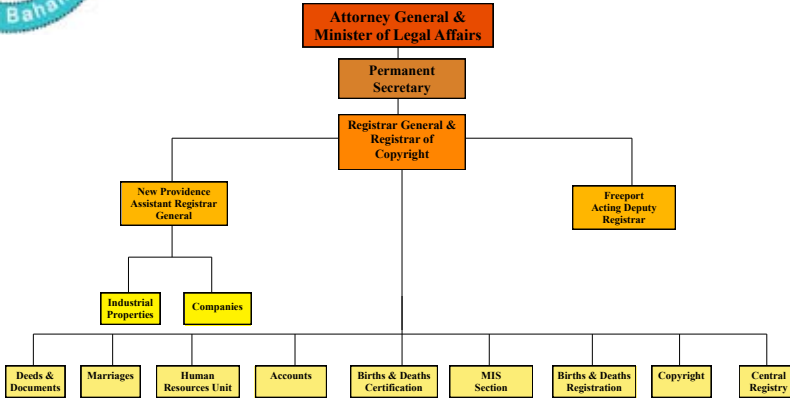 Baha
Attorney General &
Minister of Legal Affairs
Permanent
Secretary
Registrar General &
Registrar of
Copyright
New Providence
Assistant Registrar
General
Freeport
Acting Deputy
Registrar
Industrial
Properties
Companies
Deeds &
Documents
Marriages
Human
Resources Unit
Accounts
Births & Deaths
Certification
MIS
Section
Births & Deaths
Registration
Copyright
Central
Registry